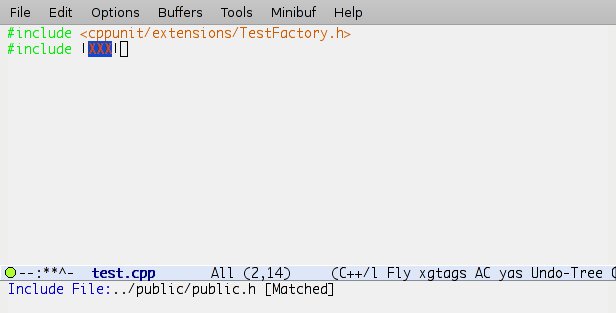 File Edit Options Buffers Tools Minibuf Help
#include <cppunit/extensions/TestFactory.h>
#include "XXX"
--:**^- test.cpp All (2,14) (C++/l Fly xgtags AC yas Undo-Tree
Include File:../public/public.h [Matched]